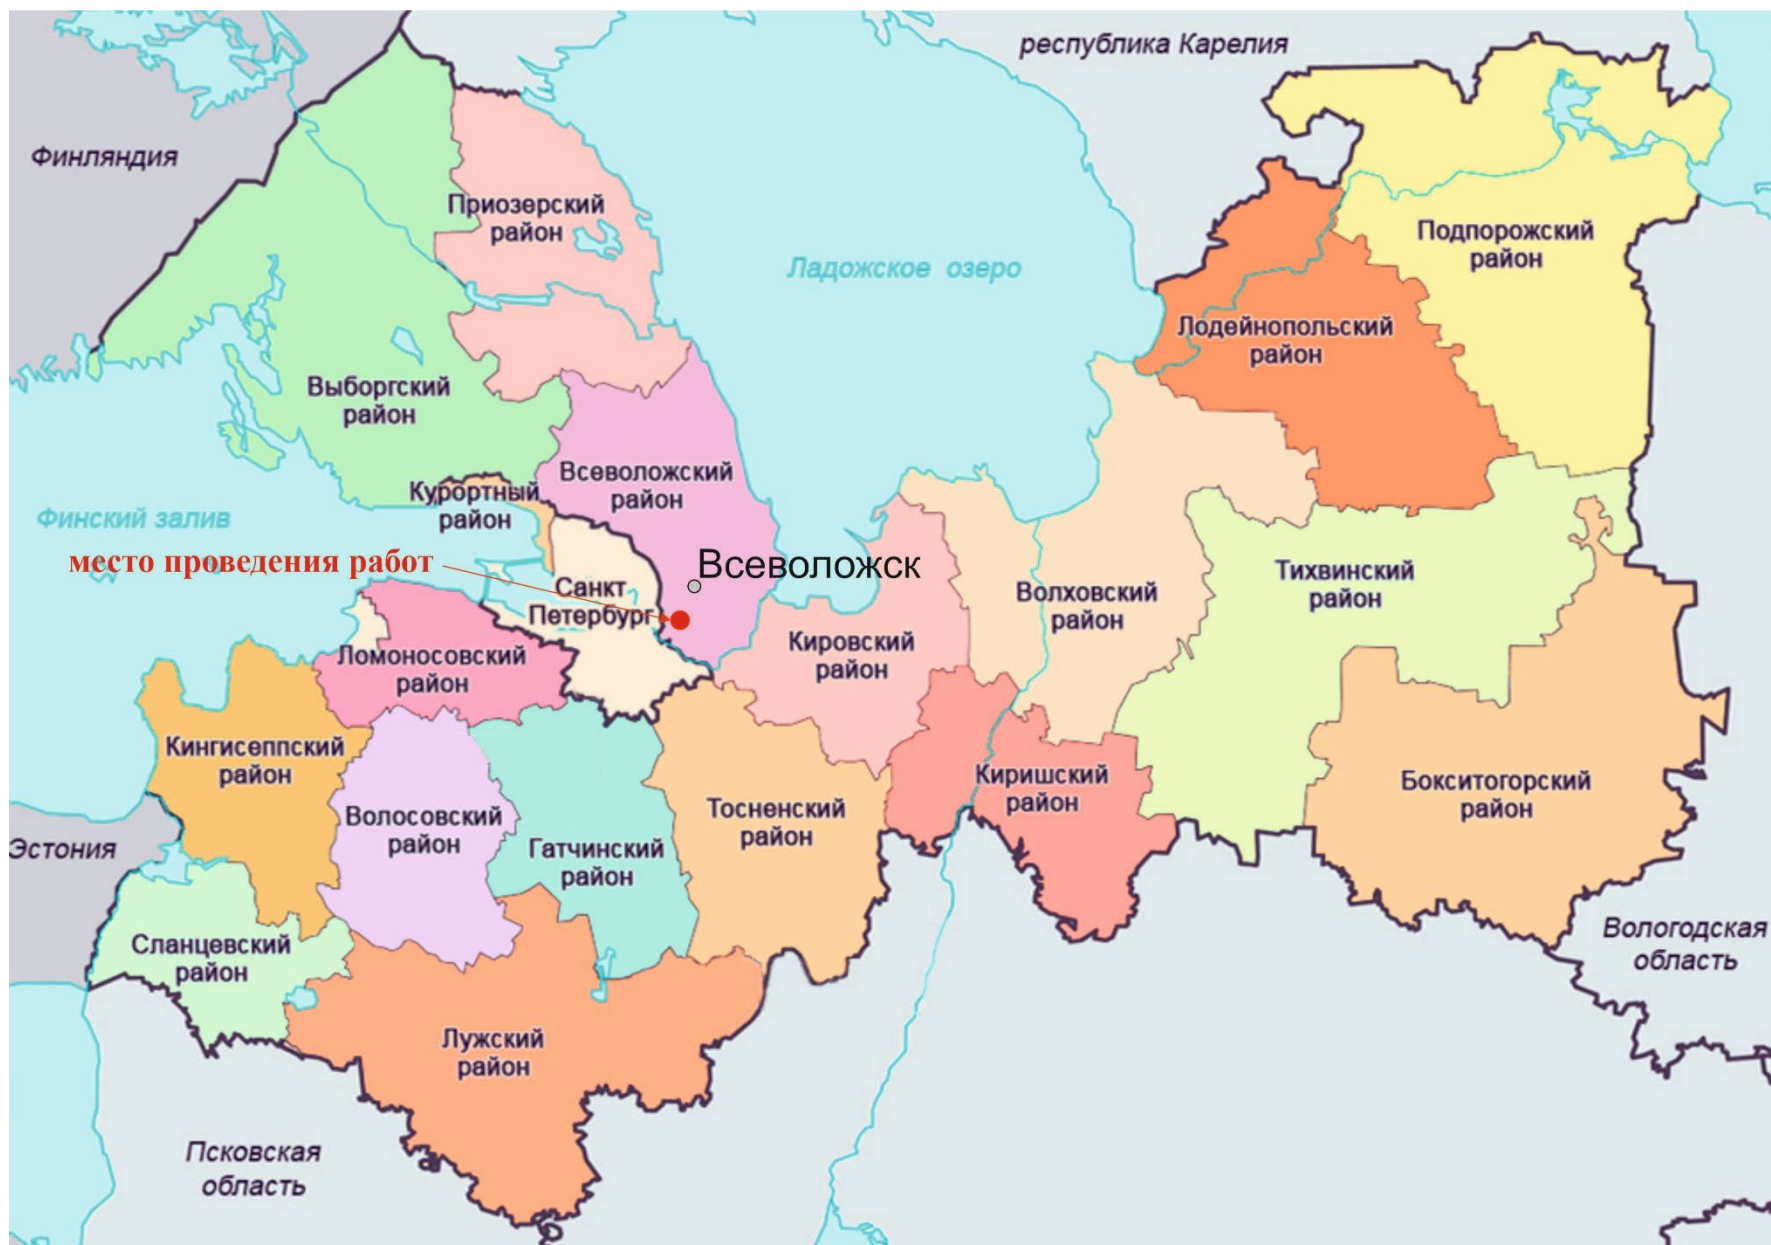 республика Карелия
Финляндия
Приозерский
район
Подпорожский
район
Ладожское озеро
Лодейнопольский
район
Выборгский
район
Всеволожский
район
Курортный
район
Финский залив
место проведения работ
Всеволожск
Санкт
Петербург
Тихвинский
район
Волховский
район
Кировский
район
Ломоносовский
район
Кингисеппский
район
Киришский
район
Бокситогорский
район
Волосовский
район
Тосненский
район
Гатчинский
район
Эстония
Сланцевский
район
Вологодская
область
Лужский
район
Псковская
область